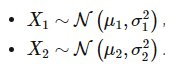 • X₁ ∼ 𝒩 (μ₁, σ₁²) ,
• X₂ ∼ 𝒩 (μ₂, σ₂²) .